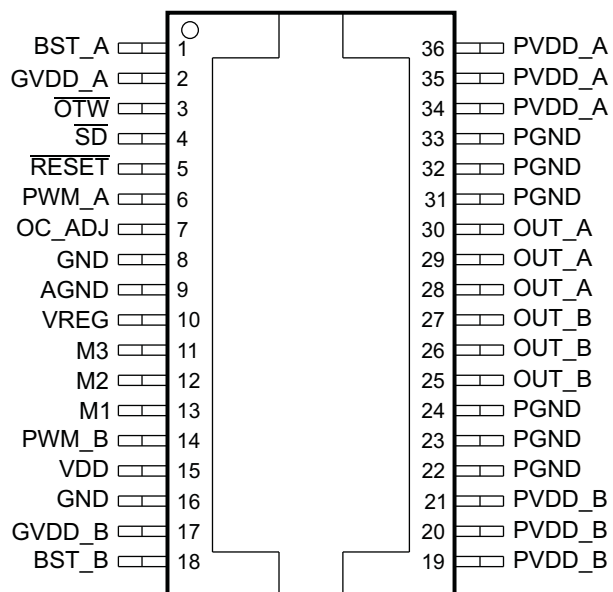 BST_A 1 36 PVDD_A
GVDD_A 2 35 PVDD_A
O̅T̅W̅ 3 34 PVDD_A
S̅D̅ 4 33 PGND
R̅E̅S̅E̅T̅ 5 32 PGND
PWM_A 6 31 PGND
OC_ADJ 7 30 OUT_A
GND 8 29 OUT_A
AGND 9 28 OUT_A
VREG 10 27 OUT_B
M3 11 26 OUT_B
M2 12 25 OUT_B
M1 13 24 PGND
PWM_B 14 23 PGND
VDD 15 22 PGND
GND 16 21 PVDD_B
GVDD_B 17 20 PVDD_B
BST_B 18 19 PVDD_B